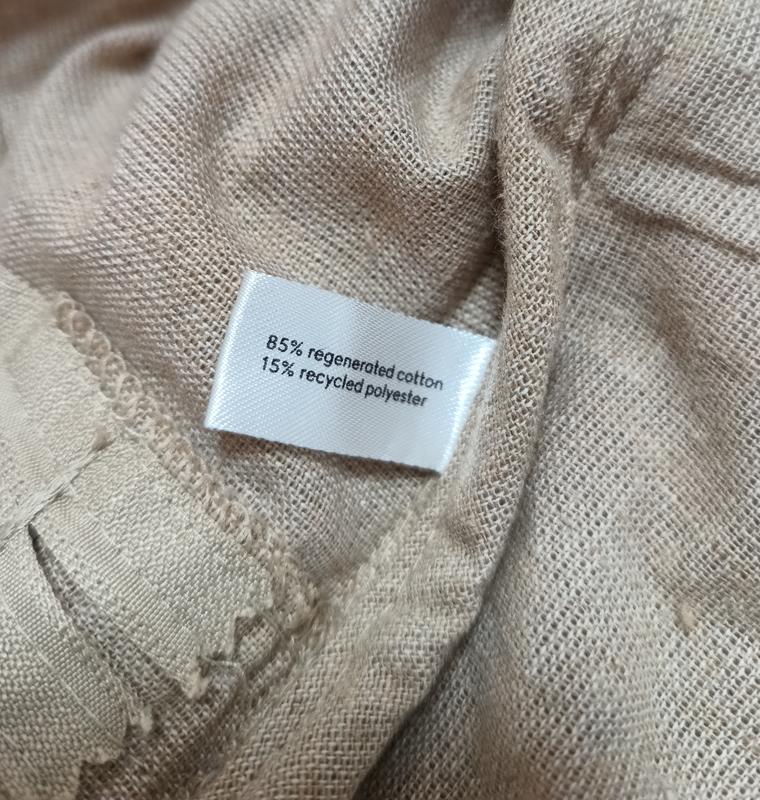 85% regenerated cotton
15% recycled polyester